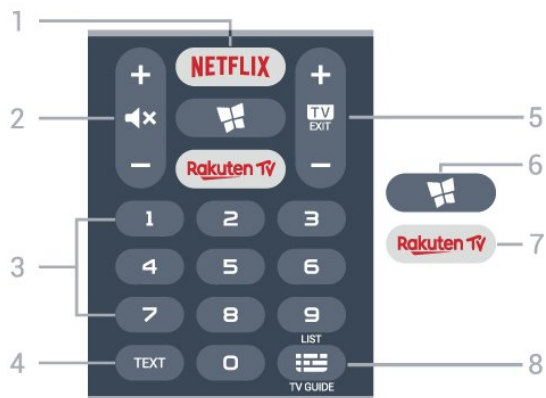 1
NETFLIX
+ +
2
TV
EXIT
5
6
- Rakuten TV -
1 2 3
Rakuten TV
7
3
4 5 6
7 8 9
LIST
4
TEXT 0
8
TV GUIDE